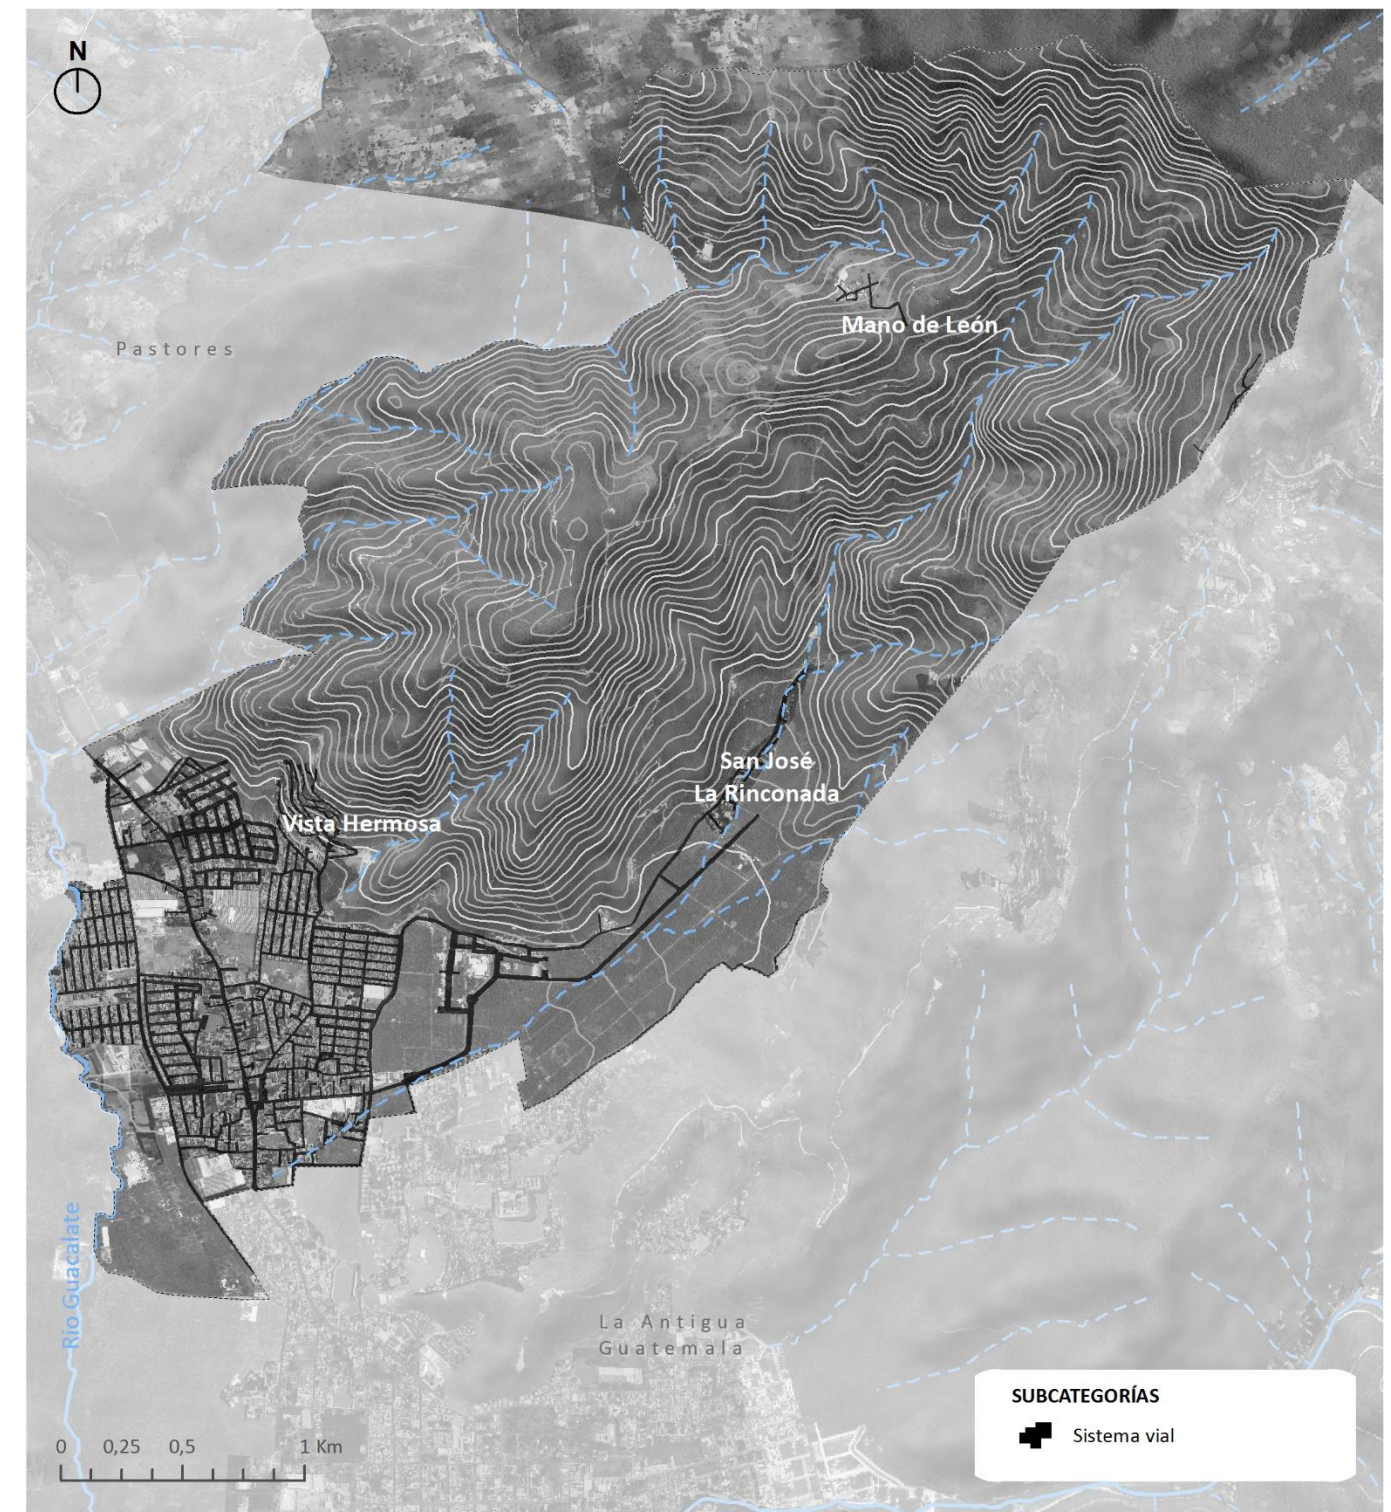 N
Mano de León
Pastores
San José
La Rinconada
Vista Hermosa
Río Guacalate
La Antigua
Guatemala
SUBCATEGORÍAS
Sistema vial
0 0,25 0,5 1 Km